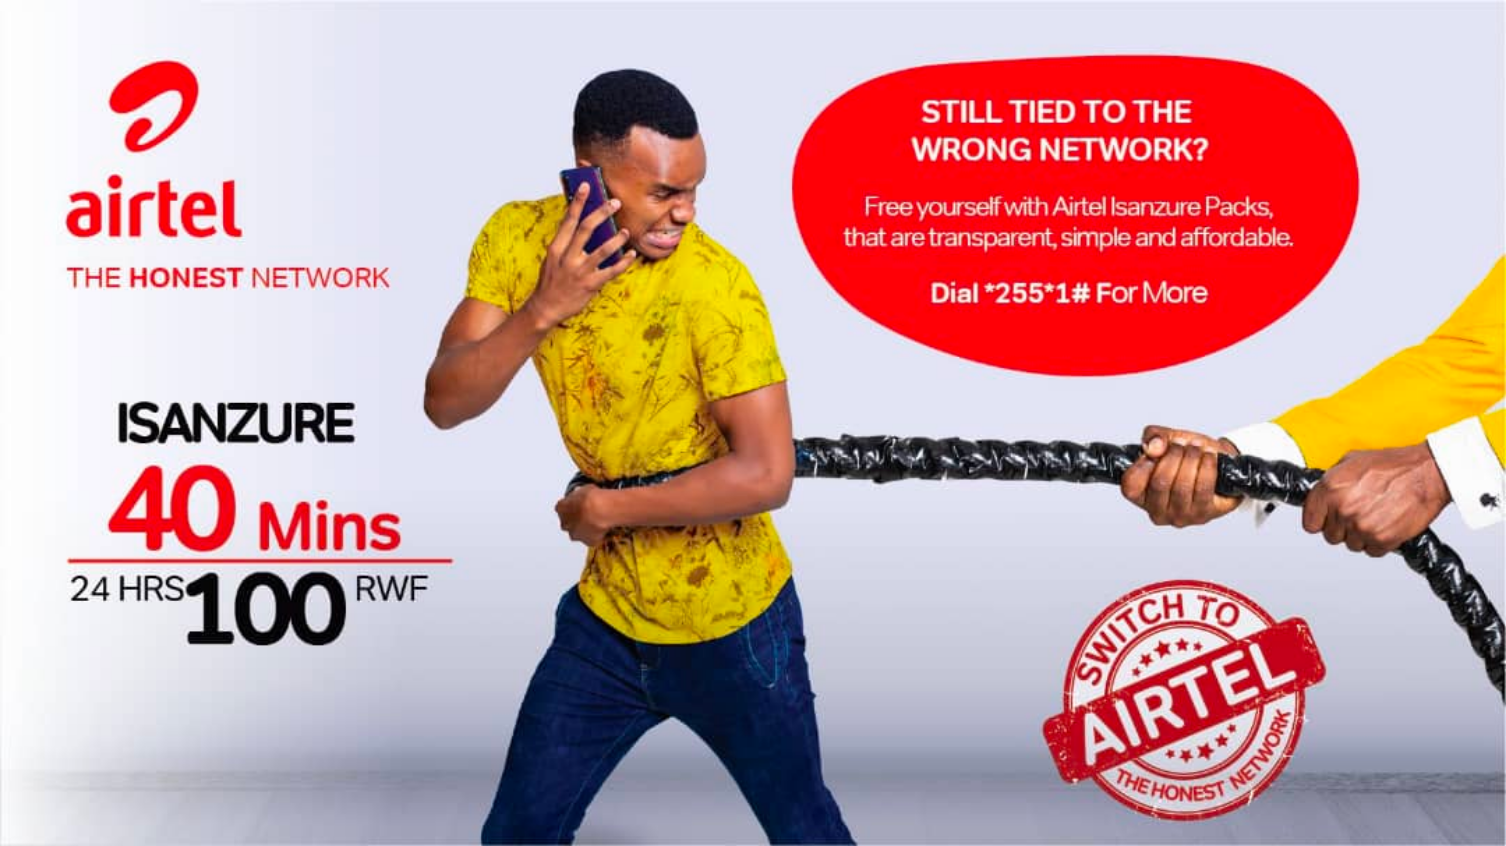 airtel
THE HONEST NETWORK
ISANZURE
40 Mins
24 HRS 100 RWF
STILL TIED TO THE
WRONG NETWORK?
Free yourself with Airtel Isanzure Packs,
that are transparent, simple and affordable.
Dial *255*1# For More
SWITCH TO
AIRTEL
THE HONEST NETWORK